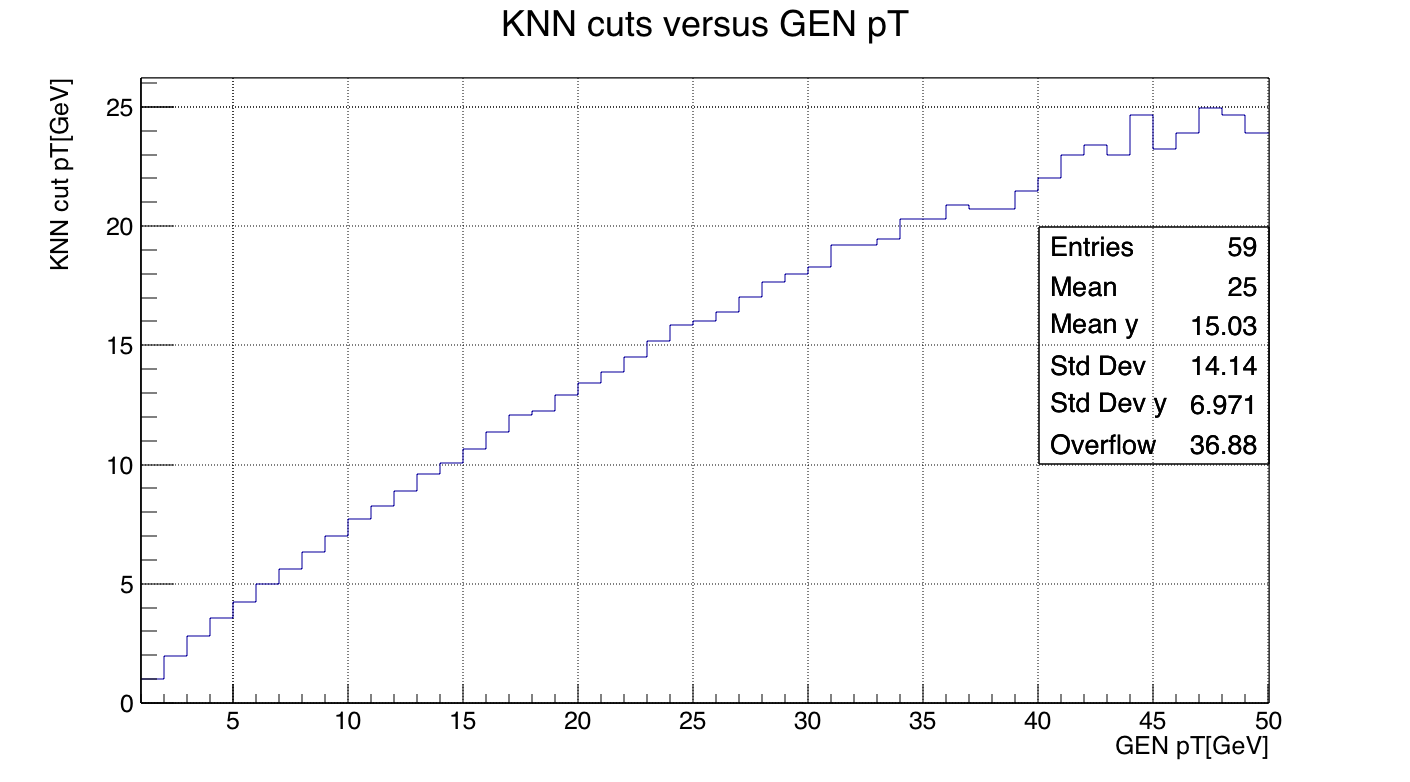 KNN cuts versus GEN pT
KNN cut pT[GeV]
25
20
15
10
5
0
Entries 59
Mean 25
Mean y 15.03
Std Dev 14.14
Std Dev y 6.971
Overflow 36.88
5 10 15 20 25 30 35 40 45 50
GEN pT[GeV]